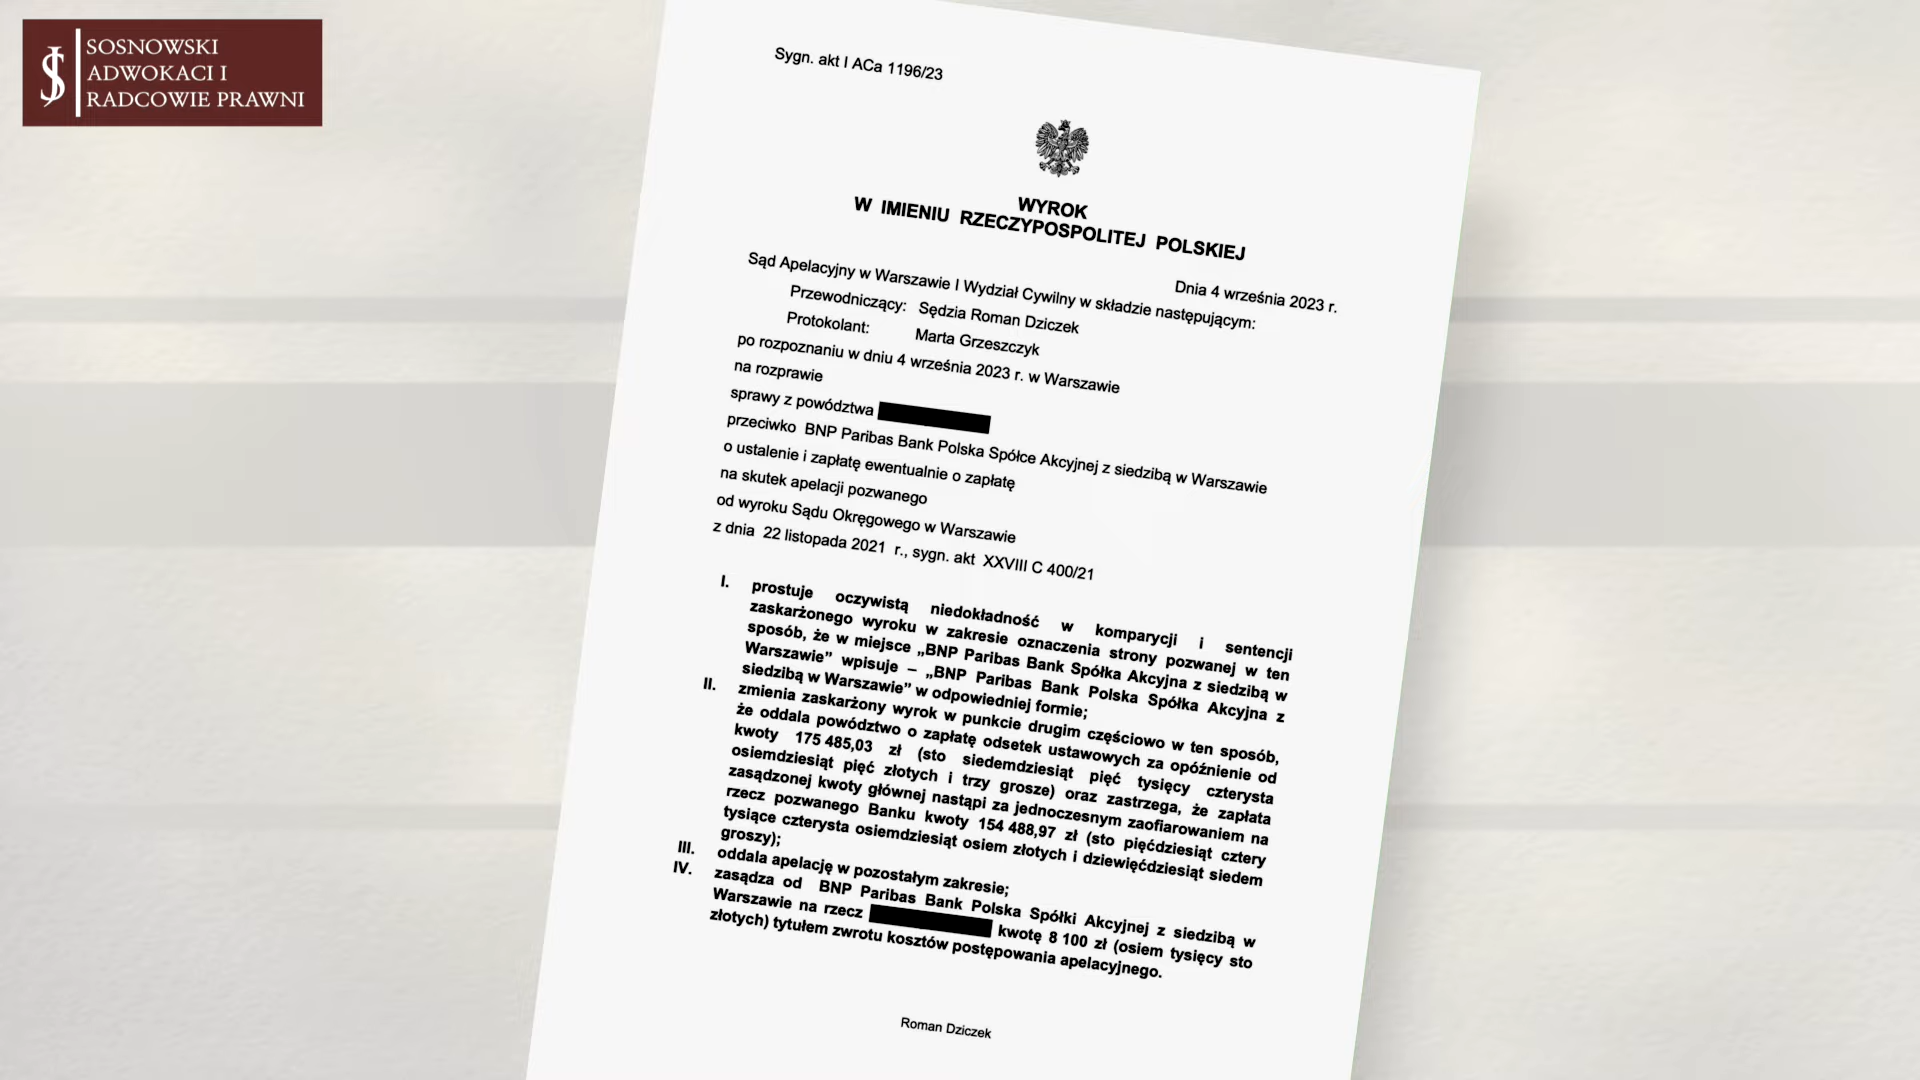 SOSNOWSKI
ADWOKACI I
RADCOWIE PRAWNI
Sygn. akt I ACa 1196/23
WYROK
W IMIENIU RZECZYPOSPOLITEJ POLSKIEJ
Dnia 4 września 2023 r.
Sąd Apelacyjny w Warszawie I Wydział Cywilny w składzie następującym:
Przewodniczący: Sędzia Roman Dziczek
Protokolant: Marta Grzeszczyk
po rozpoznaniu w dniu 4 września 2023 r. w Warszawie
na rozprawie
sprawy z powództwa
przeciwko BNP Paribas Bank Polska Spółce Akcyjnej z siedzibą w Warszawie
o ustalenie i zapłatę ewentualnie o zapłatę
na skutek apelacji pozwanego
od wyroku Sądu Okręgowego w Warszawie
z dnia 22 listopada 2021 r., sygn. akt XXVIII C 400/21
I. prostuje oczywistą niedokładność w komparycji i sentencji
zaskarżonego wyroku w zakresie oznaczenia strony pozwanej w ten
sposób, że w miejsce „BNP Paribas Bank Spółka Akcyjna z siedzibą w
Warszawie” wpisuje – „BNP Paribas Bank Polska Spółka Akcyjna z
siedzibą w Warszawie” w odpowiedniej formie;
II. zmienia zaskarżony wyrok w punkcie drugim częściowo w ten sposób,
że oddala powództwo o zapłatę odsetek ustawowych za opóźnienie od
kwoty 175 485,03 zł (sto siedemdziesiąt pięć tysięcy czterysta
osiemdziesiąt pięć złotych i trzy grosze) oraz zastrzega, że zapłata
zasądzonej kwoty głównej nastąpi za jednoczesnym zaofiarowaniem na
rzecz pozwanego Banku kwoty 154 488,97 zł (sto pięćdziesiąt cztery
tysiące czterysta osiemdziesiąt osiem złotych i dziewięćdziesiąt siedem
groszy);
III. oddala apelację w pozostałym zakresie;
IV. zasądza od BNP Paribas Bank Polska Spółki Akcyjnej z siedzibą w
Warszawie na rzecz kwotę 8 100 zł (osiem tysięcy sto
złotych) tytułem zwrotu kosztów postępowania apelacyjnego.
Roman Dziczek